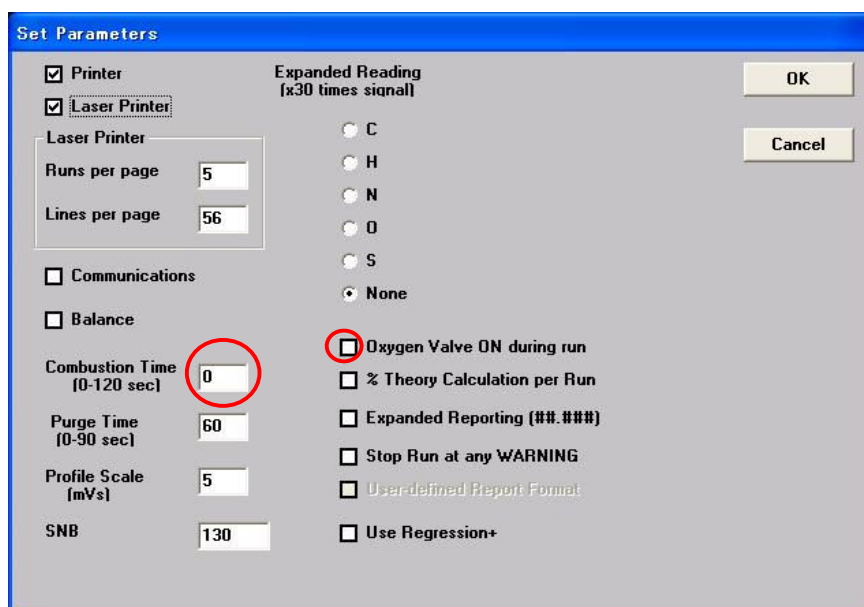 Set Parameters
Printer
Laser Printer
Laser Printer
Runs per page 5
Lines per page 56
Communications
Balance
Combustion Time
(0-120 sec) 0
Purge Time
(0-90 sec) 60
Profile Scale
(mVs) 5
SNB 130
Expanded Reading
(x30 times signal)
C
H
N
O
S
None
Oxygen Valve ON during run
% Theory Calculation per Run
Expanded Reporting (##.###)
Stop Run at any WARNING
User-defined Report Format
Use Regression+
OK
Cancel